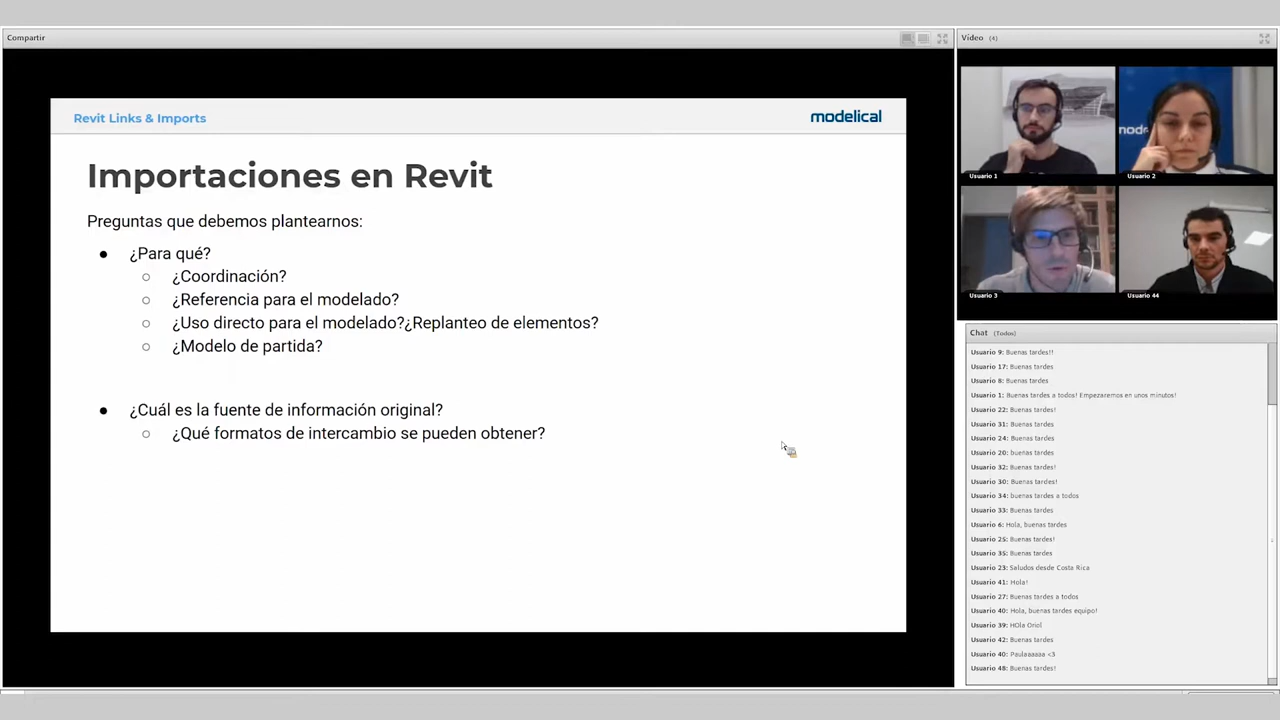 Compartir
Revit Links & Imports
modelical
Importaciones en Revit
Preguntas que debemos plantearnos:
¿Para qué?
¿Coordinación?
¿Referencia para el modelado?
¿Uso directo para el modelado?¿Replanteo de elementos?
¿Modelo de partida?
¿Cuál es la fuente de información original?
¿Qué formatos de intercambio se pueden obtener?
Vídeo (4)
Usuario 1
Usuario 2
Usuario 3
Usuario 44
Chat (Todos)
Usuario 9: Buenas tardes!!
Usuario 17: Buenas tardes
Usuario 8: Buenas tardes
Usuario 1: Buenas tardes a todos! Empezaremos en unos minutos!
Usuario 22: Buenas tardes!
Usuario 31: Buenas tardes
Usuario 24: Buenas tardes
Usuario 20: buenas tardes
Usuario 32: Buenas tardes!
Usuario 30: Buenas tardes!
Usuario 34: buenas tardes a todos
Usuario 33: Buenas tardes
Usuario 6: Hola, buenas tardes
Usuario 25: Buenas tardes!
Usuario 35: Buenas tardes
Usuario 23: Saludos desde Costa Rica
Usuario 41: Hola!
Usuario 27: Buenas tardes a todos
Usuario 40: Hola, buenas tardes equipo!
Usuario 39: HOla Oriol
Usuario 42: Buenas tardes
Usuario 40: Paulaaaaaa <3
Usuario 48: Buenas tardes!